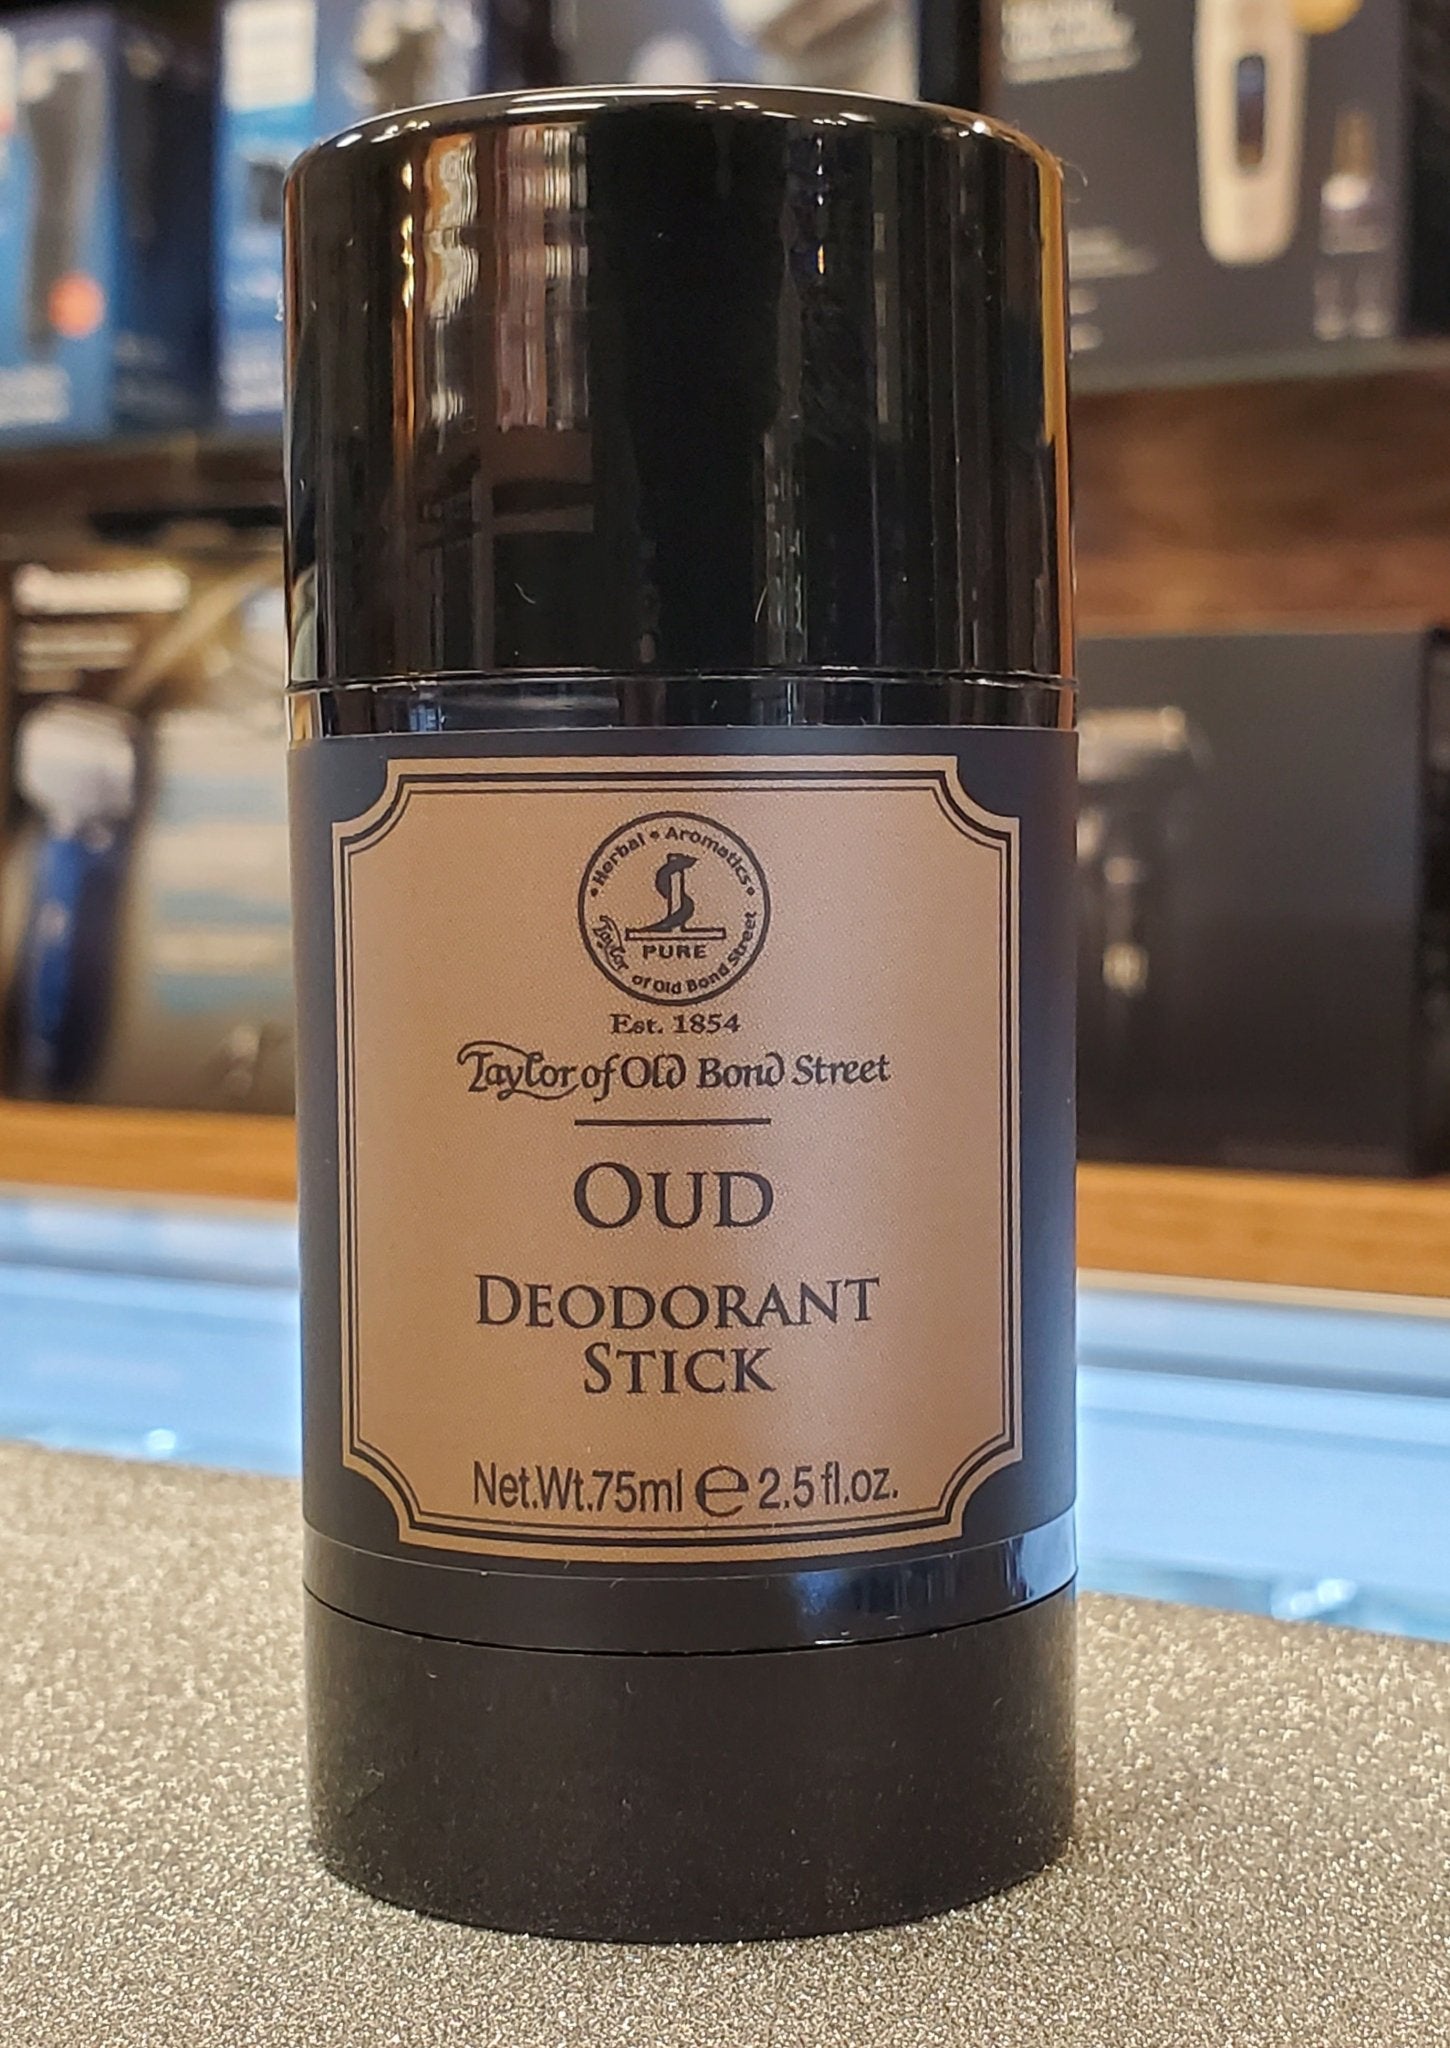 • Herbal • Aromatics •
PURE
Taylor of Old Bond Street
Est. 1854
Taylor of Old Bond Street
OUD
DEODORANT
STICK
Net.Wt.75ml ℮ 2.5 fl.oz.